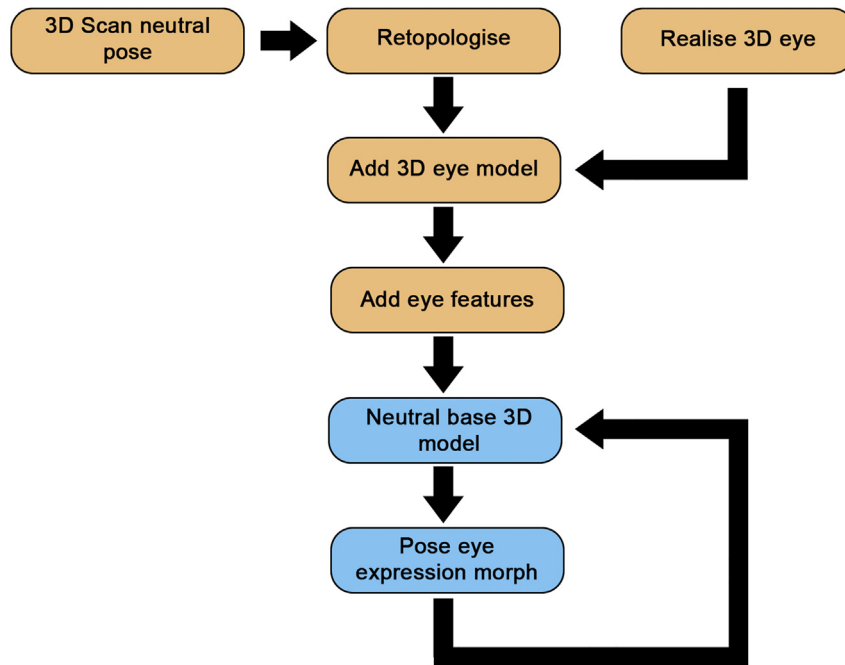 3D Scan neutral
pose
Retopologise
Realise 3D eye
Add 3D eye model
Add eye features
Neutral base 3D
model
Pose eye
expression morph